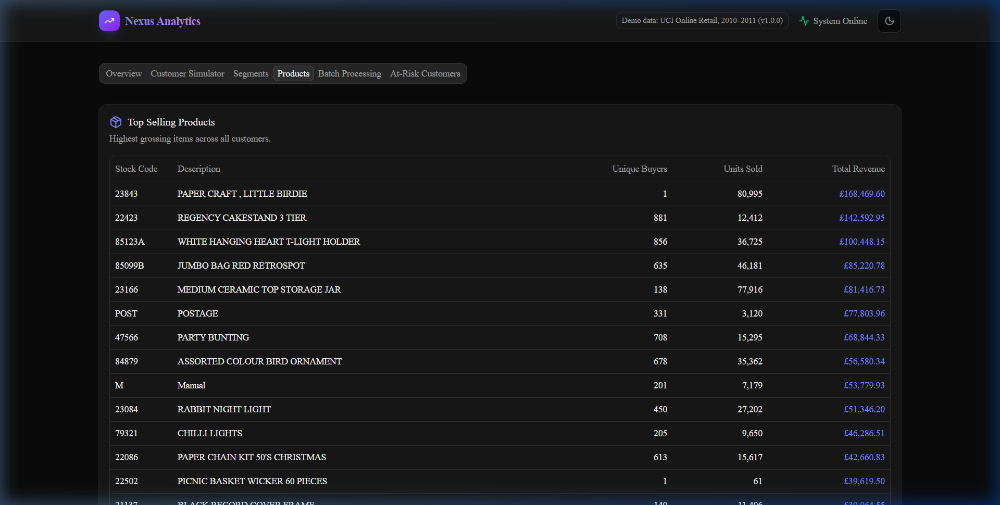 Nexus Analytics
Demo data: UCI Online Retail, 2010–2011 (v1.0.0)
System Online
Overview Customer Simulator Segments Products Batch Processing At-Risk Customers
Top Selling Products
Highest grossing items across all customers.
Stock Code Description Unique Buyers Units Sold Total Revenue
23843 PAPER CRAFT , LITTLE BIRDIE 1 80,995 £168,469.60
22423 REGENCY CAKESTAND 3 TIER 881 12,412 £142,592.95
85123A WHITE HANGING HEART T-LIGHT HOLDER 856 36,725 £100,448.15
85099B JUMBO BAG RED RETROSPOT 635 46,181 £85,220.78
23166 MEDIUM CERAMIC TOP STORAGE JAR 138 77,916 £81,416.73
POST POSTAGE 331 3,120 £77,803.96
47566 PARTY BUNTING 708 15,295 £68,844.33
84879 ASSORTED COLOUR BIRD ORNAMENT 678 35,362 £56,580.34
M Manual 201 7,179 £53,779.93
23084 RABBIT NIGHT LIGHT 450 27,202 £51,346.20
79321 CHILLI LIGHTS 205 9,650 £46,286.51
22086 PAPER CHAIN KIT 50'S CHRISTMAS 613 15,617 £42,660.83
22502 PICNIC BASKET WICKER 60 PIECES 1 61 £39,619.50
21137 BLACK RECORD COVER FRAME 140 11,406 £39,064.55